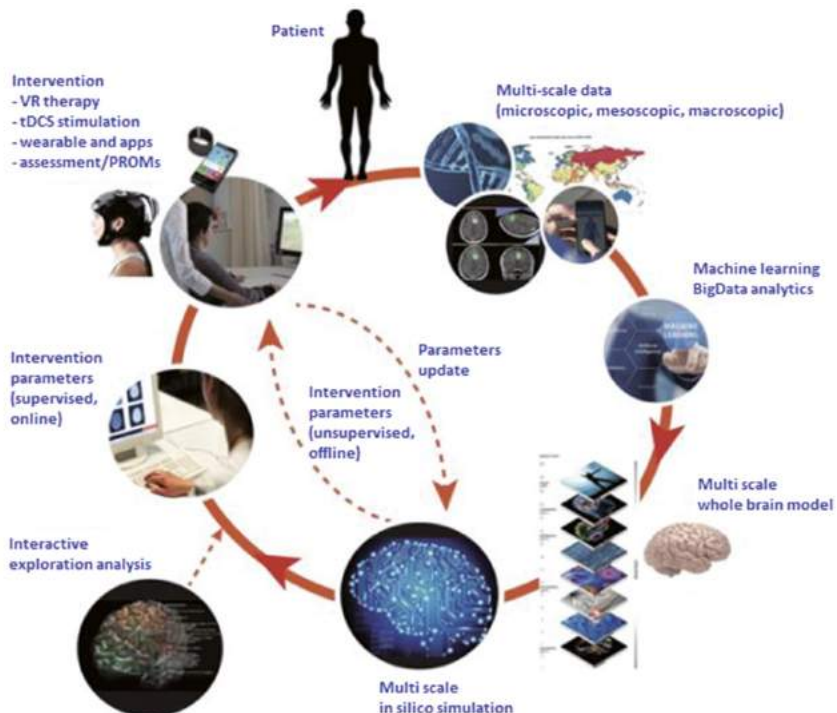 Patient
Intervention
- VR therapy
- tDCS stimulation
- wearable and apps
- assessment/PROMs
Multi-scale data
(microscopic, mesoscopic, macroscopic)
Machine learning
BigData analytics
Intervention
parameters
(supervised,
online)
Intervention
parameters
(unsupervised,
offline)
Parameters
update
Multi scale
whole brain model
Interactive
exploration analysis
Multi scale
in silico simulation